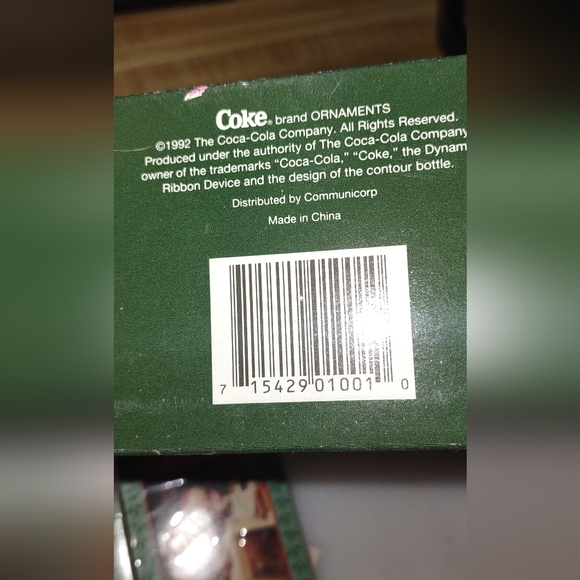 Coke® brand ORNAMENTS
©1992 The Coca-Cola Company. All Rights Reserved.
Produced under the authority of The Coca-Cola Company
owner of the trademarks "Coca-Cola," "Coke," the Dynam
Ribbon Device and the design of the contour bottle.
Distributed by Communicorp
Made in China
7 15429 01001 0